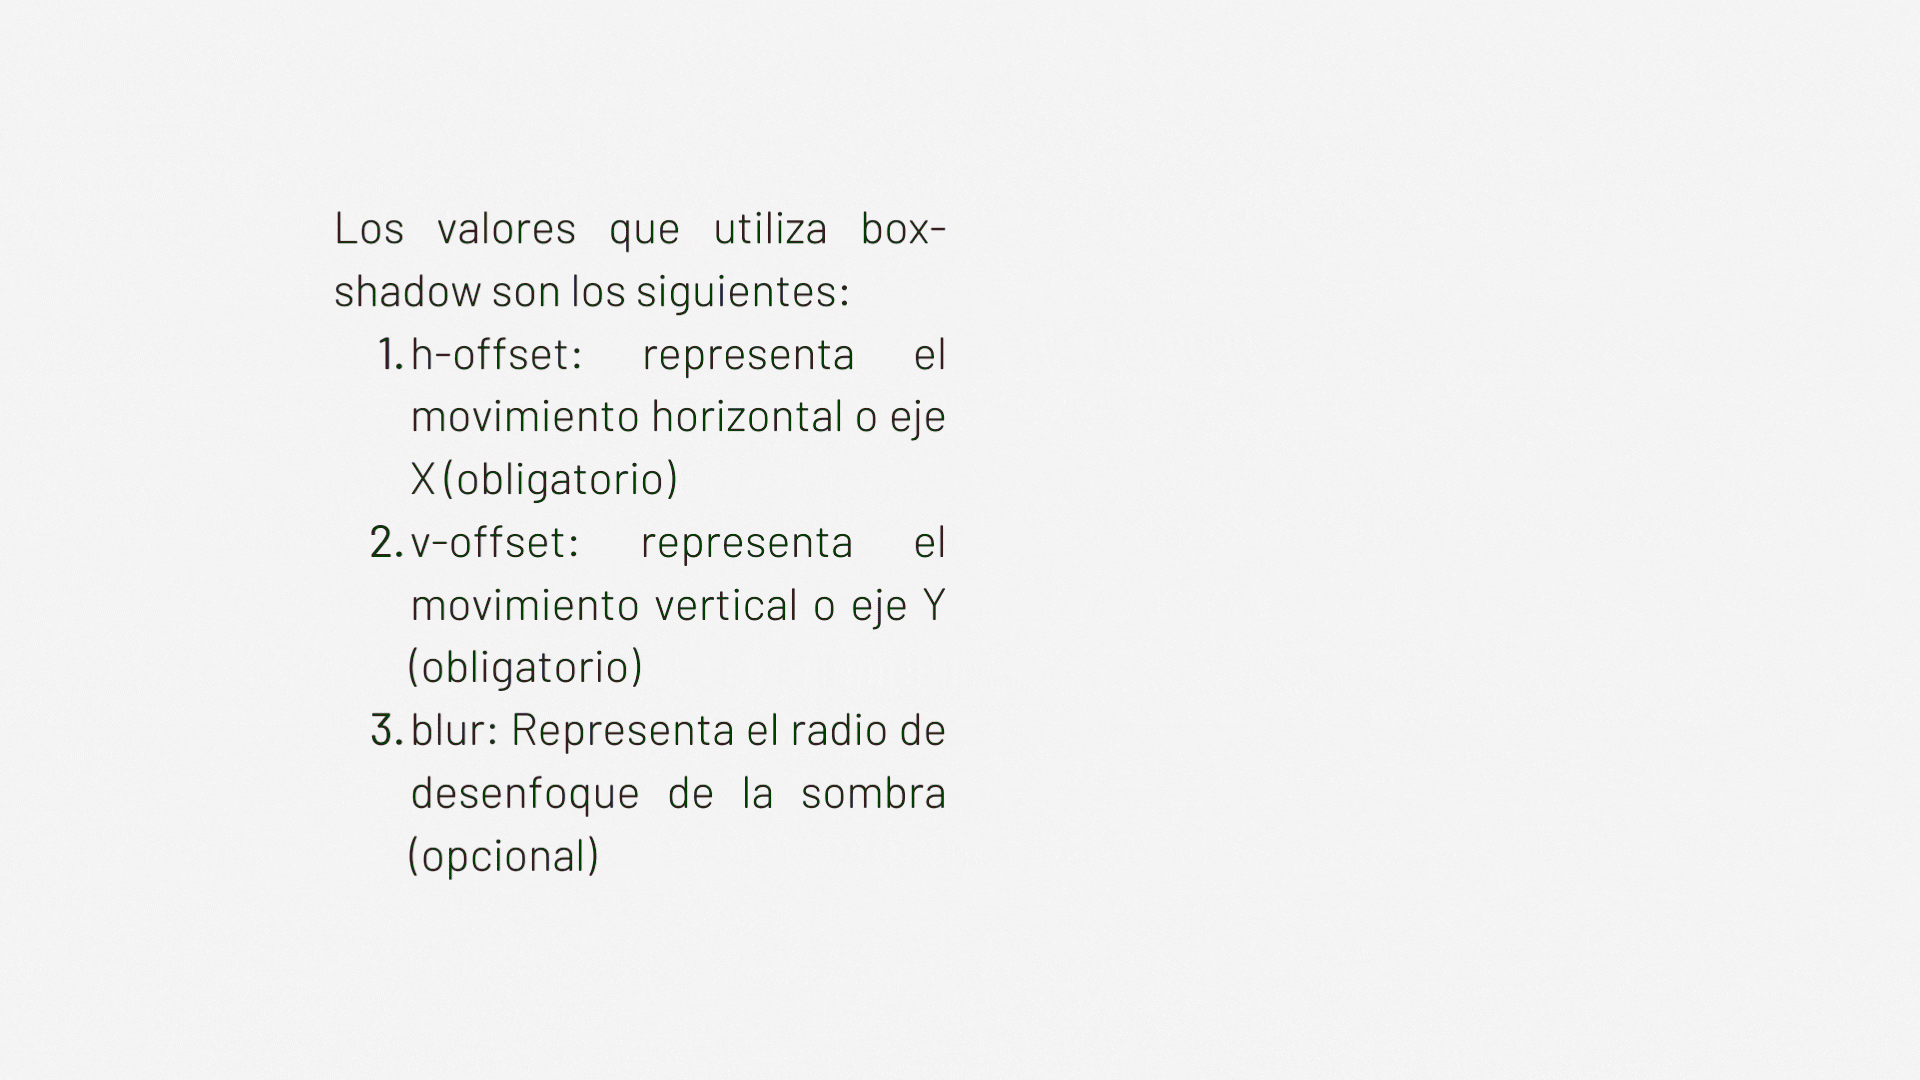 Los valores que utiliza box-
shadow son los siguientes:
1. h-offset: representa el
movimiento horizontal o eje
X (obligatorio)
2. v-offset: representa el
movimiento vertical o eje Y
(obligatorio)
3. blur: Representa el radio de
desenfoque de la sombra
(opcional)